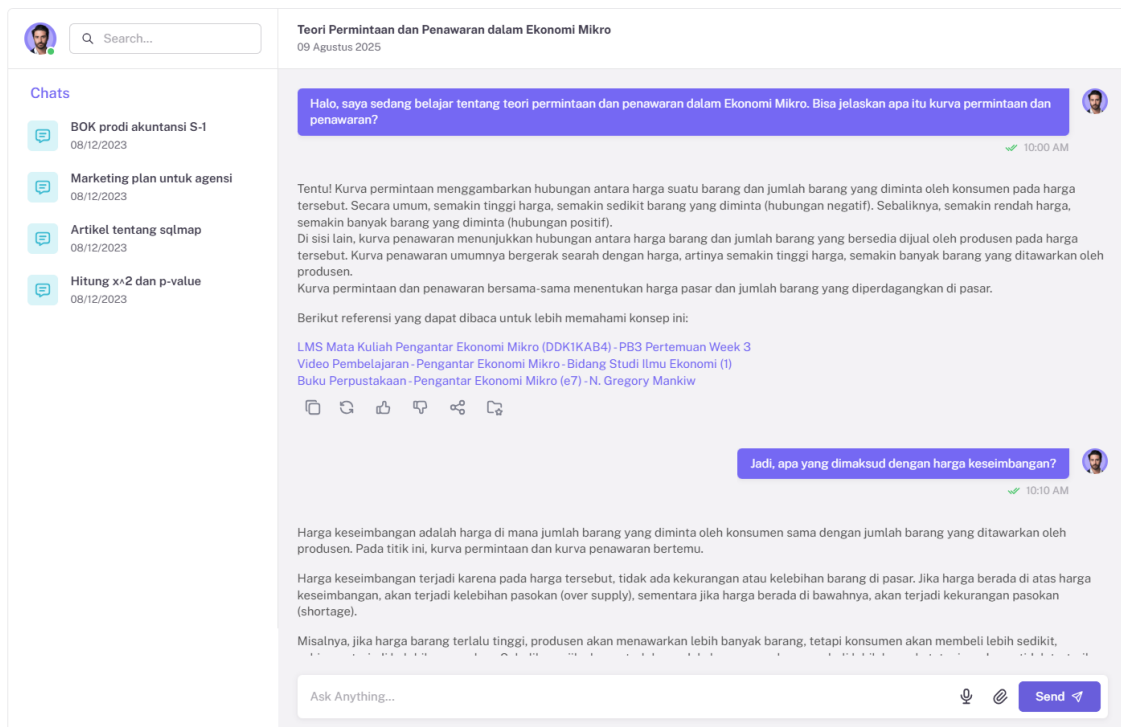 Search...
Chats
BOK prodi akuntansi S-1
08/12/2023
Marketing plan untuk agensi
08/12/2023
Artikel tentang sqlmap
08/12/2023
Hitung x^2 dan p-value
08/12/2023
Teori Permintaan dan Penawaran dalam Ekonomi Mikro
09 Agustus 2025
Halo, saya sedang belajar tentang teori permintaan dan penawaran dalam Ekonomi Mikro. Bisa jelaskan apa itu kurva permintaan dan
penawaran?
10:00 AM
Tentu! Kurva permintaan menggambarkan hubungan antara harga suatu barang dan jumlah barang yang diminta oleh konsumen pada harga
tersebut. Secara umum, semakin tinggi harga, semakin sedikit barang yang diminta (hubungan negatif). Sebaliknya, semakin rendah harga,
semakin banyak barang yang diminta (hubungan positif).
Di sisi lain, kurva penawaran menunjukkan hubungan antara harga barang dan jumlah barang yang bersedia dijual oleh produsen pada harga
tersebut. Kurva penawaran umumnya bergerak searah dengan harga, artinya semakin tinggi harga, semakin banyak barang yang ditawarkan oleh
produsen.
Kurva permintaan dan penawaran bersama-sama menentukan harga pasar dan jumlah barang yang diperdagangkan di pasar.
Berikut referensi yang dapat dibaca untuk lebih memahami konsep ini:
LMS Mata Kuliah Pengantar Ekonomi Mikro (DDK1KAB4) - PB3 Pertemuan Week 3
Video Pembelajaran - Pengantar Ekonomi Mikro - Bidang Studi Ilmu Ekonomi (1)
Buku Perpustakaan - Pengantar Ekonomi Mikro (e7) - N. Gregory Mankiw
Jadi, apa yang dimaksud dengan harga keseimbangan?
10:10 AM
Harga keseimbangan adalah harga di mana jumlah barang yang diminta oleh konsumen sama dengan jumlah barang yang ditawarkan oleh
produsen. Pada titik ini, kurva permintaan dan kurva penawaran bertemu.
Harga keseimbangan terjadi karena pada harga tersebut, tidak ada kekurangan atau kelebihan barang di pasar. Jika harga berada di atas harga
keseimbangan, akan terjadi kelebihan pasokan (over supply), sementara jika harga berada di bawahnya, akan terjadi kekurangan pasokan
(shortage).
Misalnya, jika harga barang terlalu tinggi, produsen akan menawarkan lebih banyak barang, tetapi konsumen akan membeli lebih sedikit,
Ask Anything...
Send